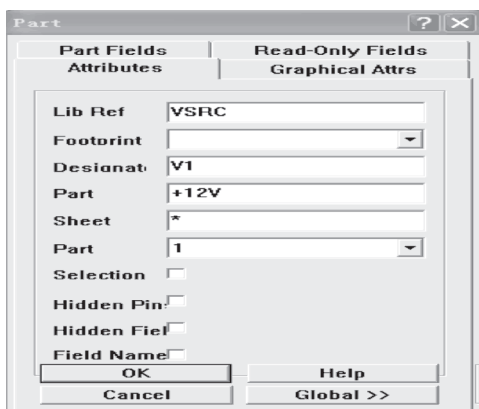 Part ? X
Part Fields Read-Only Fields
Attributes Graphical Attrs
Lib Ref VSRC
Footprint
Designat V1
Part +12V
Sheet *
Part 1
Selection
Hidden Pin
Hidden Fiel
Field Name
OK Help
Cancel Global >>